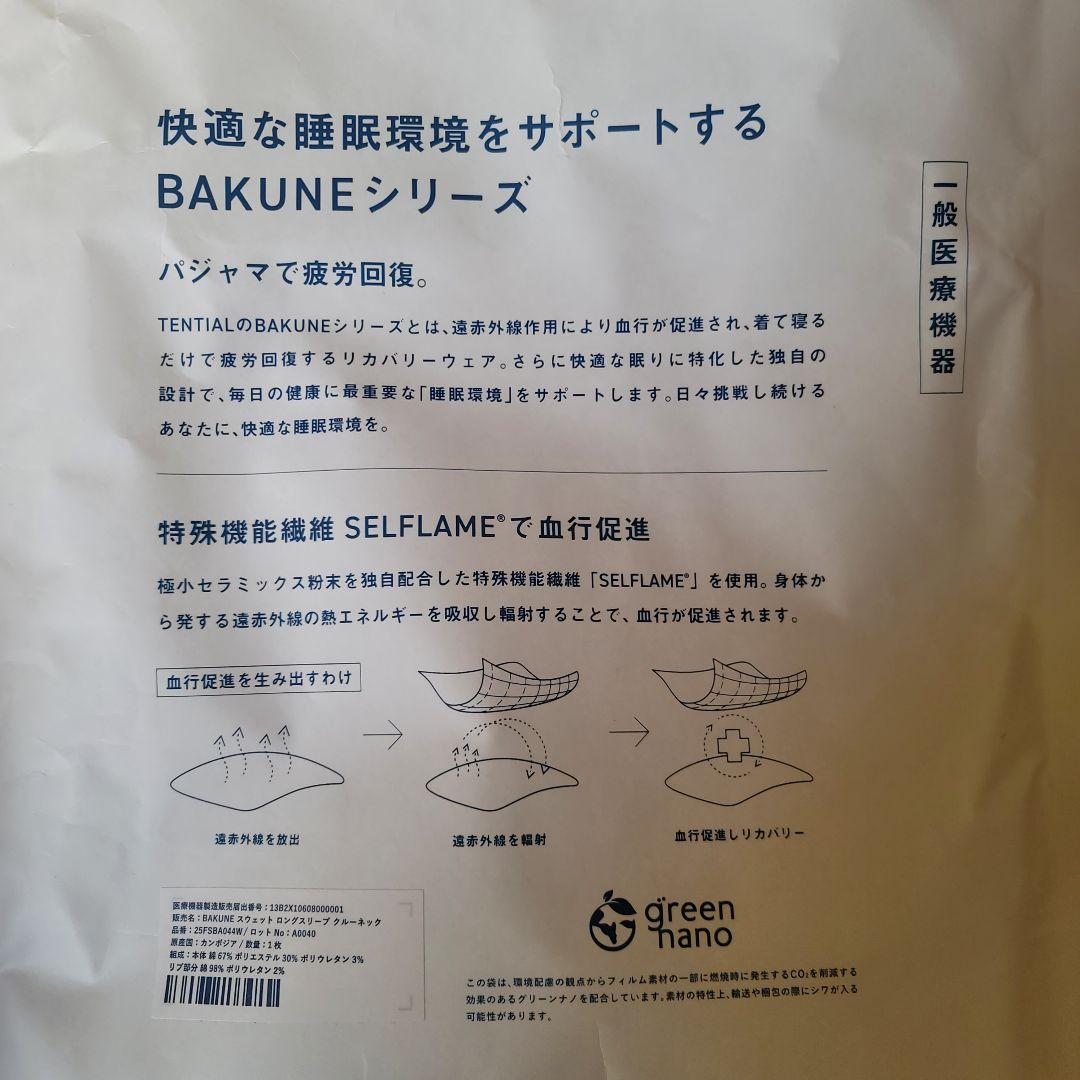 快適な睡眠環境をサポートする
BAKUNEシリーズ
一般医療機器
パジャマで疲労回復。
TENTIALのBAKUNEシリーズとは、遠赤外線作用により血行が促進され、着て寝る
だけで疲労回復するリカバリーウェア。さらに快適な眠りに特化した独自の
設計で、毎日の健康に最重要な「睡眠環境」をサポートします。日々挑戦し続ける
あなたに、快適な睡眠環境を。
特殊機能繊維 SELFLAME®で血行促進
極小セラミックス粉末を独自配合した特殊機能繊維「SELFLAME®」を使用。身体か
ら発する遠赤外線の熱エネルギーを吸収し輻射することで、血行が促進されます。
血行促進を生み出すわけ
遠赤外線を放出
遠赤外線を輻射
血行促進しリカバリー
医療機器製造販売届出番号：13B2X10608000001
販売名：BAKUNE スウェット ロングスリーブ クルーネック
品番：25FSBA044W / ロット No：A0040
原産国：カンボジア / 数量：1枚
組成：本体 綿 67% ポリエステル 30% ポリウレタン 3%
リブ部分 綿 98% ポリウレタン 2%
green
nano
この袋は、環境配慮の観点からフィルム素材の一部に燃焼時に発生するCO₂を削減する
効果のあるグリーンナノを配合しています。素材の特性上、輸送や梱包の際にシワが入る
可能性があります。